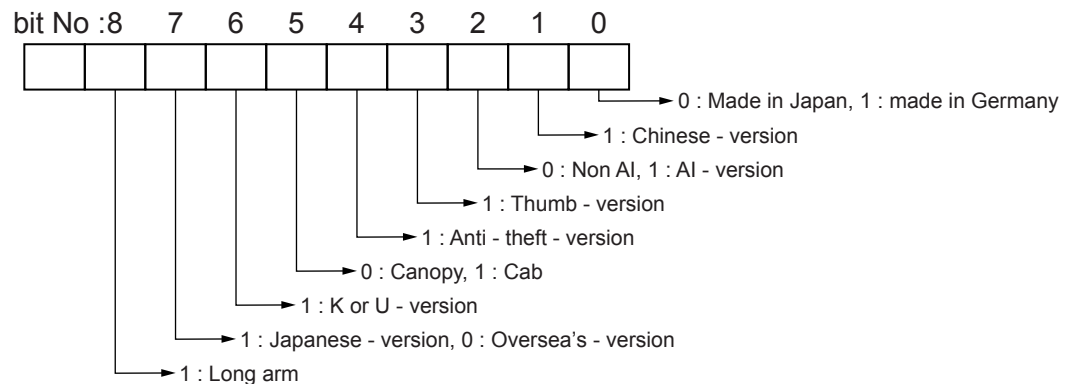 bit No :8 7 6 5 4 3 2 1 0
0 : Made in Japan, 1 : made in Germany
1 : Chinese - version
0 : Non AI, 1 : AI - version
1 : Thumb - version
1 : Anti - theft - version
0 : Canopy, 1 : Cab
1 : K or U - version
1 : Japanese - version, 0 : Oversea's - version
1 : Long arm